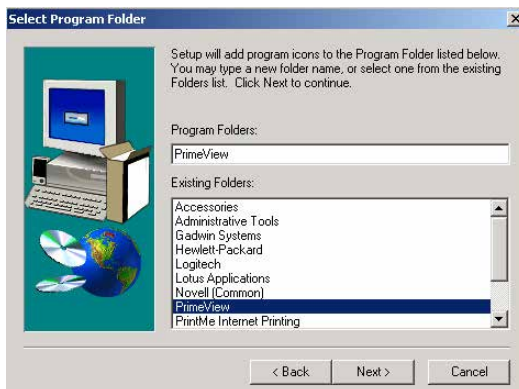 Select Program Folder
Setup will add program icons to the Program Folder listed below.
You may type a new folder name, or select one from the existing
Folders list. Click Next to continue.
Program Folders:
PrimeView
Existing Folders:
Accessories
Administrative Tools
Gadwin Systems
Hewlett-Packard
Logitech
Lotus Applications
Novell (Common)
PrimeView
PrintMe Internet Printing
< Back
Next >
Cancel